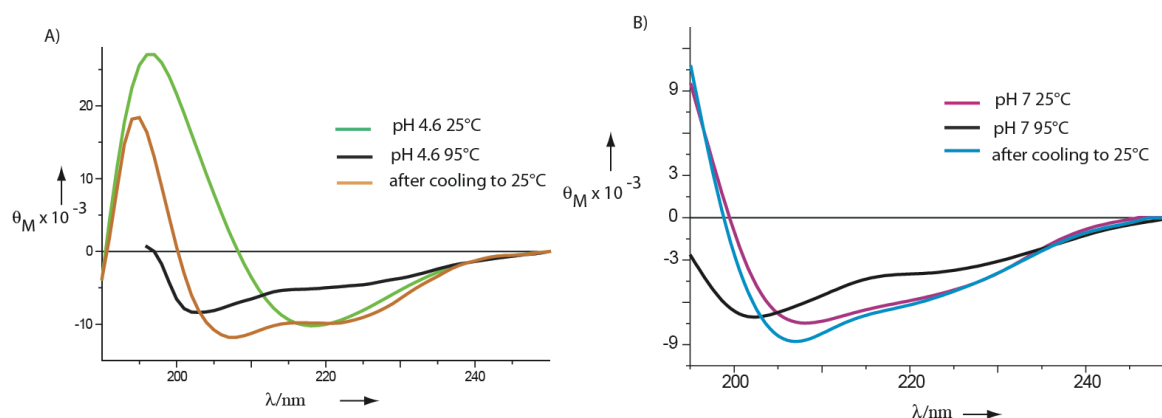 A)
θM x 10 -3
20
10
0
-10
200
220
240
λ/nm
pH 4.6 25°C
pH 4.6 95°C
after cooling to 25°C
B)
θM x 10 -3
9
3
0
-3
-9
200
220
240
λ/nm
pH 7 25°C
pH 7 95°C
after cooling to 25°C